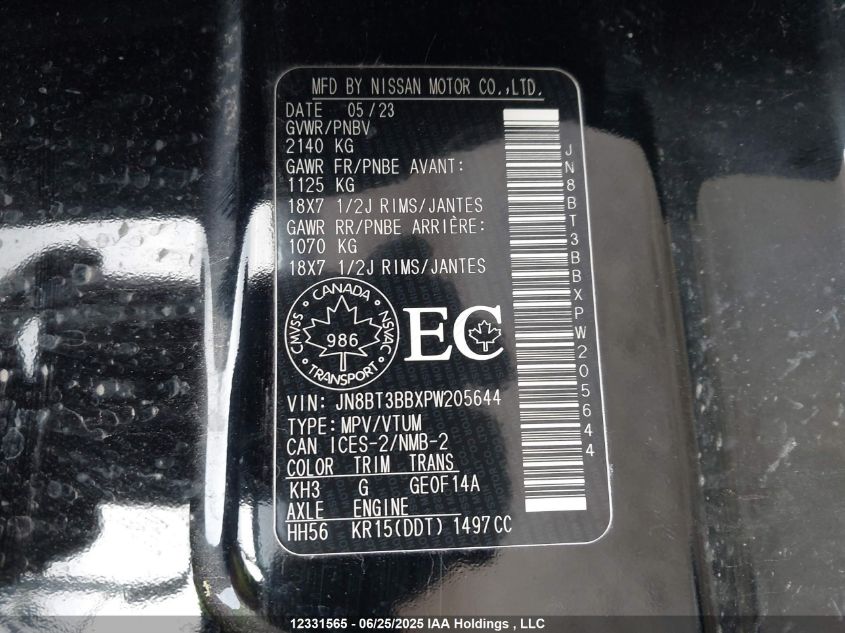 MFD BY NISSAN MOTOR CO.,LTD.
DATE 05/23
GVWR/PNBV
2140 KG
GAWR FR/PNBE AVANT:
1125 KG
18X7 1/2J RIMS/JANTES
GAWR RR/PNBE ARRIÈRE:
1070 KG
18X7 1/2J RIMS/JANTES
CANADA
CMVSS 986 NSVAC
TRANSPORT
EC
VIN: JN8BT3BBXPW205644
TYPE: MPV/VTUM
CAN ICES-2/NMB-2
COLOR TRIM TRANS
KH3 G GE0F14A
AXLE ENGINE
HH56 KR15(DDT) 1497CC
JN8BT3BBXPW205644
12331565 - 06/25/2025 IAA Holdings , LLC